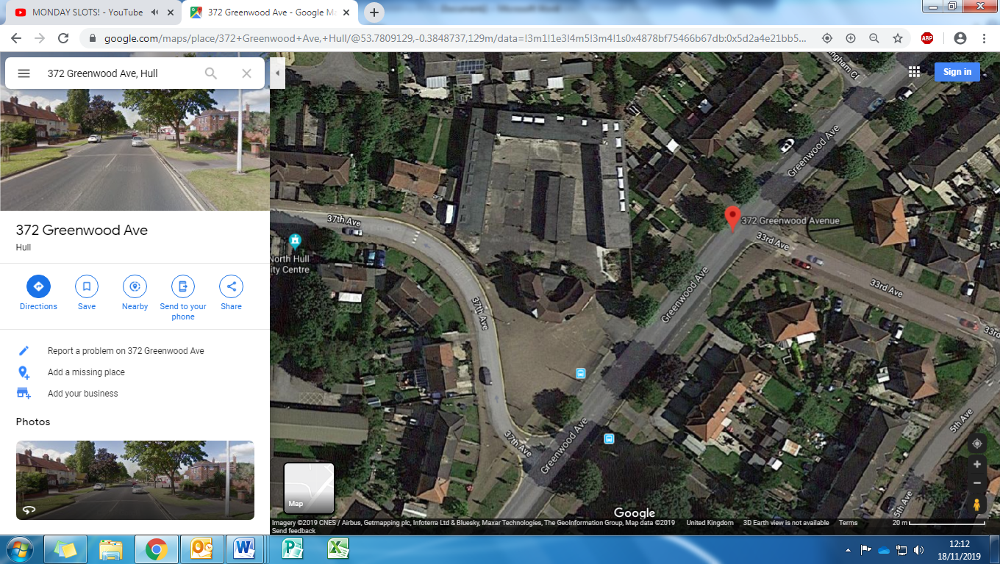 MONDAY SLOTS! - YouTube
372 Greenwood Ave - Google Ma
google.com/maps/place/372+Greenwood+Ave,+Hull/@53.7809129,-0.3848737,129m/data=!3m1!1e3!4m5!3m4!1s0x4878bf75466b67db:0x5d2a4e21bb5...
ABP
372 Greenwood Ave, Hull
Sign in
372 Greenwood Ave
Hull
Directions
Save
Nearby
Send to your
phone
Share
Report a problem on 372 Greenwood Ave
Add a missing place
Add your business
Photos
ngham Cl
Greenwood Ave
372 Greenwood Avenue
33rd Ave
33rd Ave
33rd
37th Ave
North Hull
ity Centre
37th Ave
Greenwood Ave
37th Ave
Greenwood Ave
5th Ave
5th Ave
Map
Google
Imagery ©2019 CNES / Airbus, Getmapping plc, Infoterra Ltd & Bluesky, Maxar Technologies, The GeoInformation Group, Map data ©2019
United Kingdom
3D Earth view is not available
Terms
20 m
Send feedback
12:12
18/11/2019